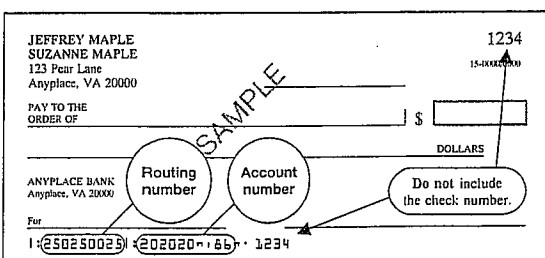 JEFFREY MAPLE
SUZANNE MAPLE
123 Pear Lane
Anyplace, VA 20000
1234
PAY TO THE
ORDER OF
$
SAMPLE
DOLLARS
ANYPLACE BANK
Anyplace, VA 20000
Routing
number
Account
number
Do not include
the check number.
For
|:250250025|:202020"'86"' 1234